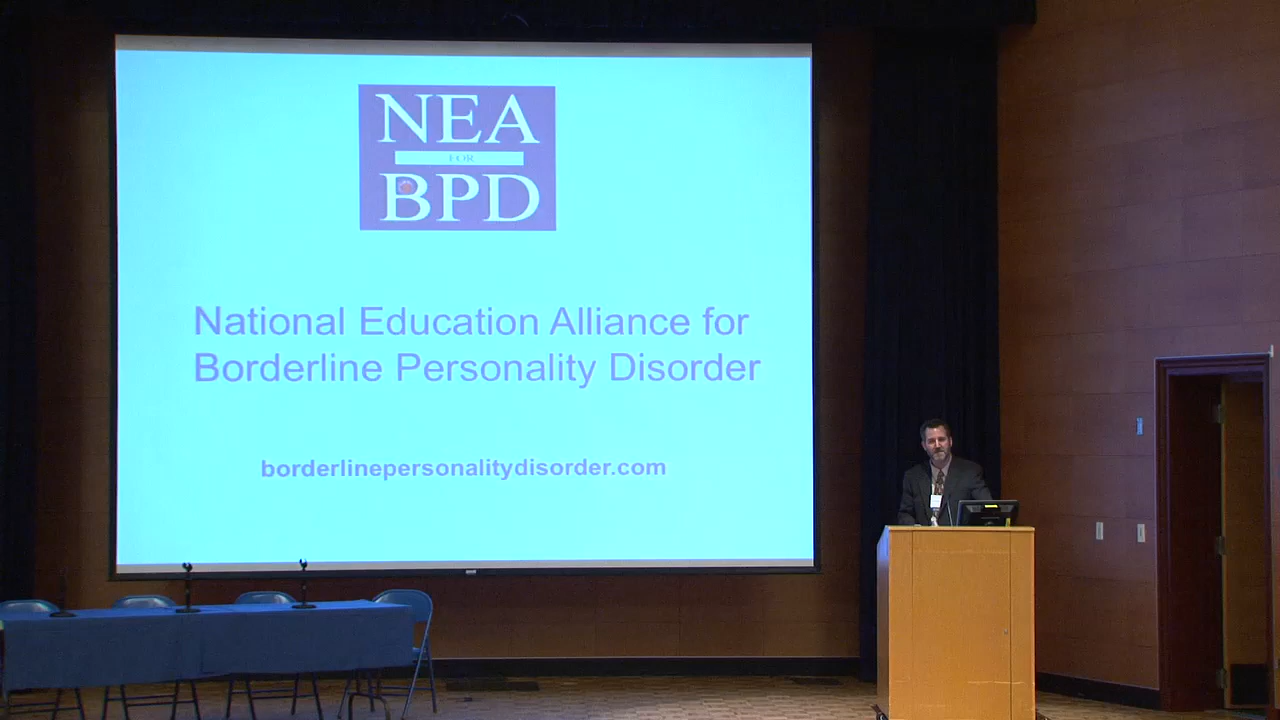 NEA
FOR
BPD
National Education Alliance for
Borderline Personality Disorder
borderlinepersonalitydisorder.com